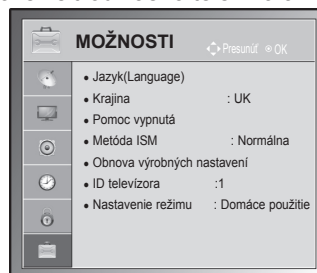 MOŽNOSTI Presunúť OK
Jazyk(Language)
Krajina : UK
Pomoc vypnutá
Metóda ISM : Normálna
Obnova výrobných nastavení
ID televízora :1
Nastavenie režimu : Domáce použitie